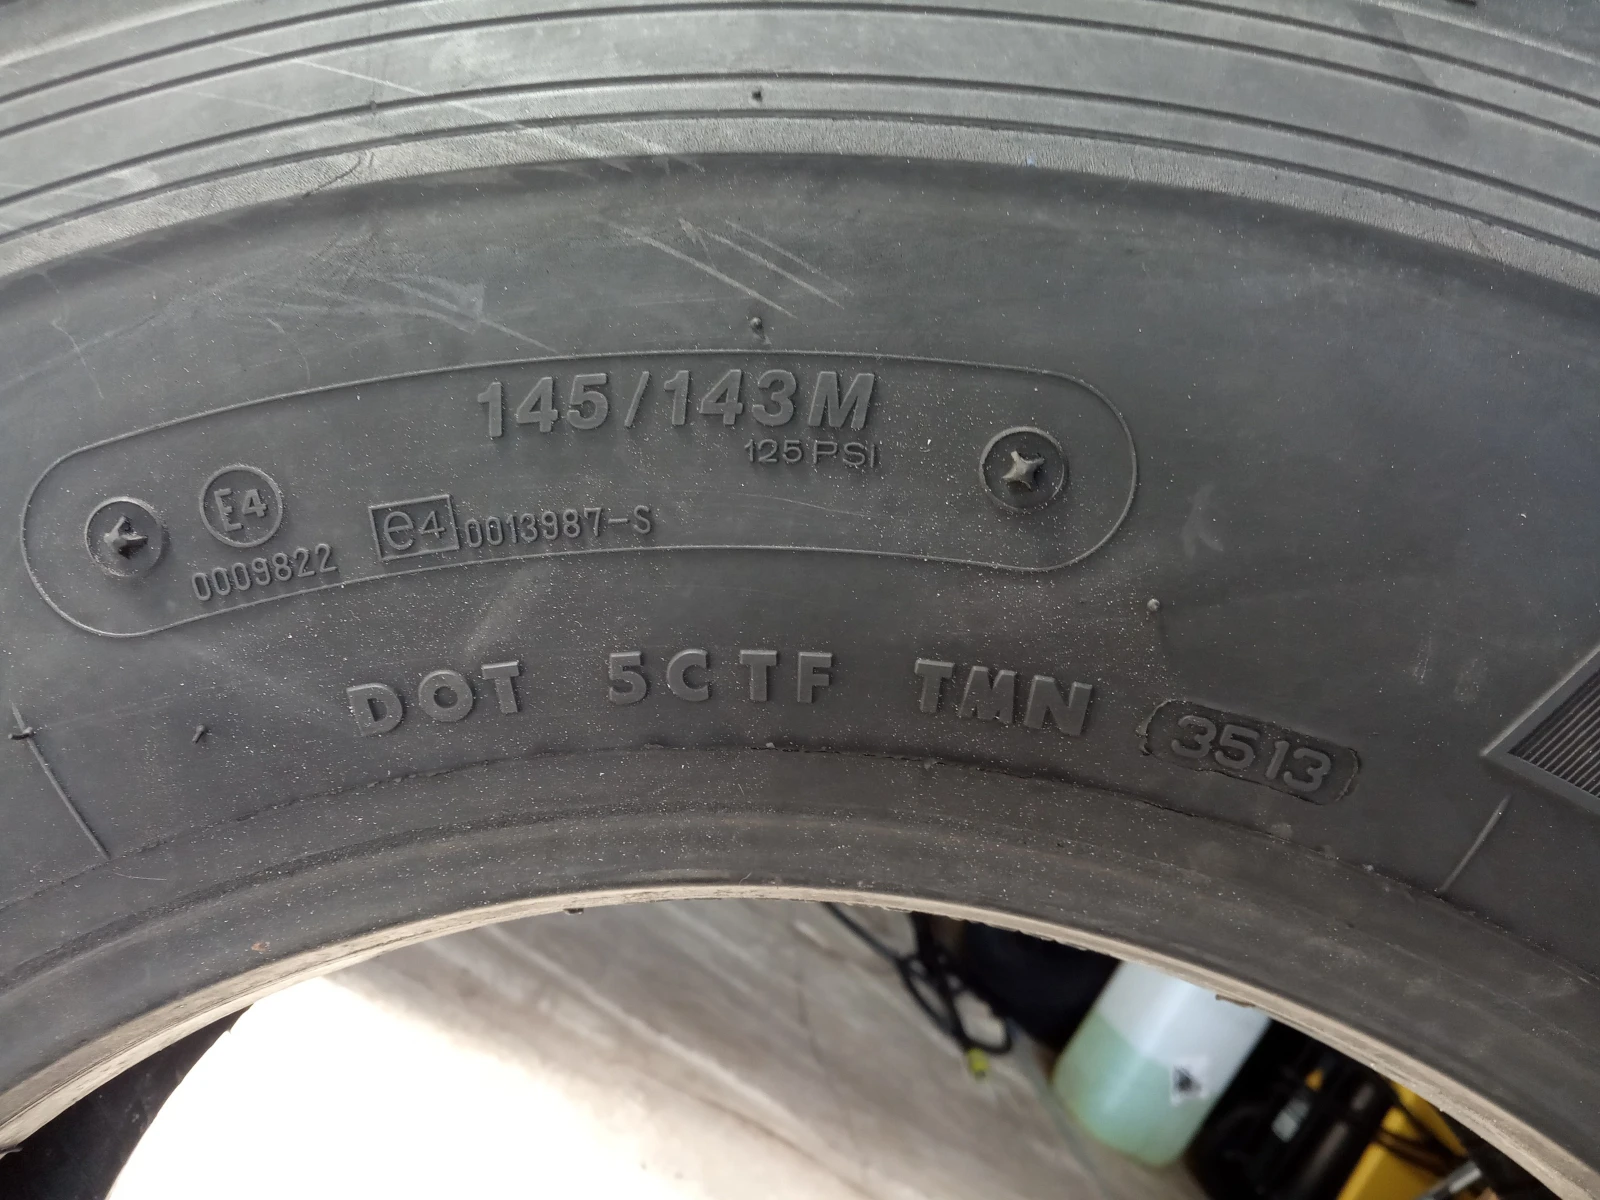 145/143M
125 PSI
E4
0009822
e4 0013987-S
DOT 5CTF TMN 3513